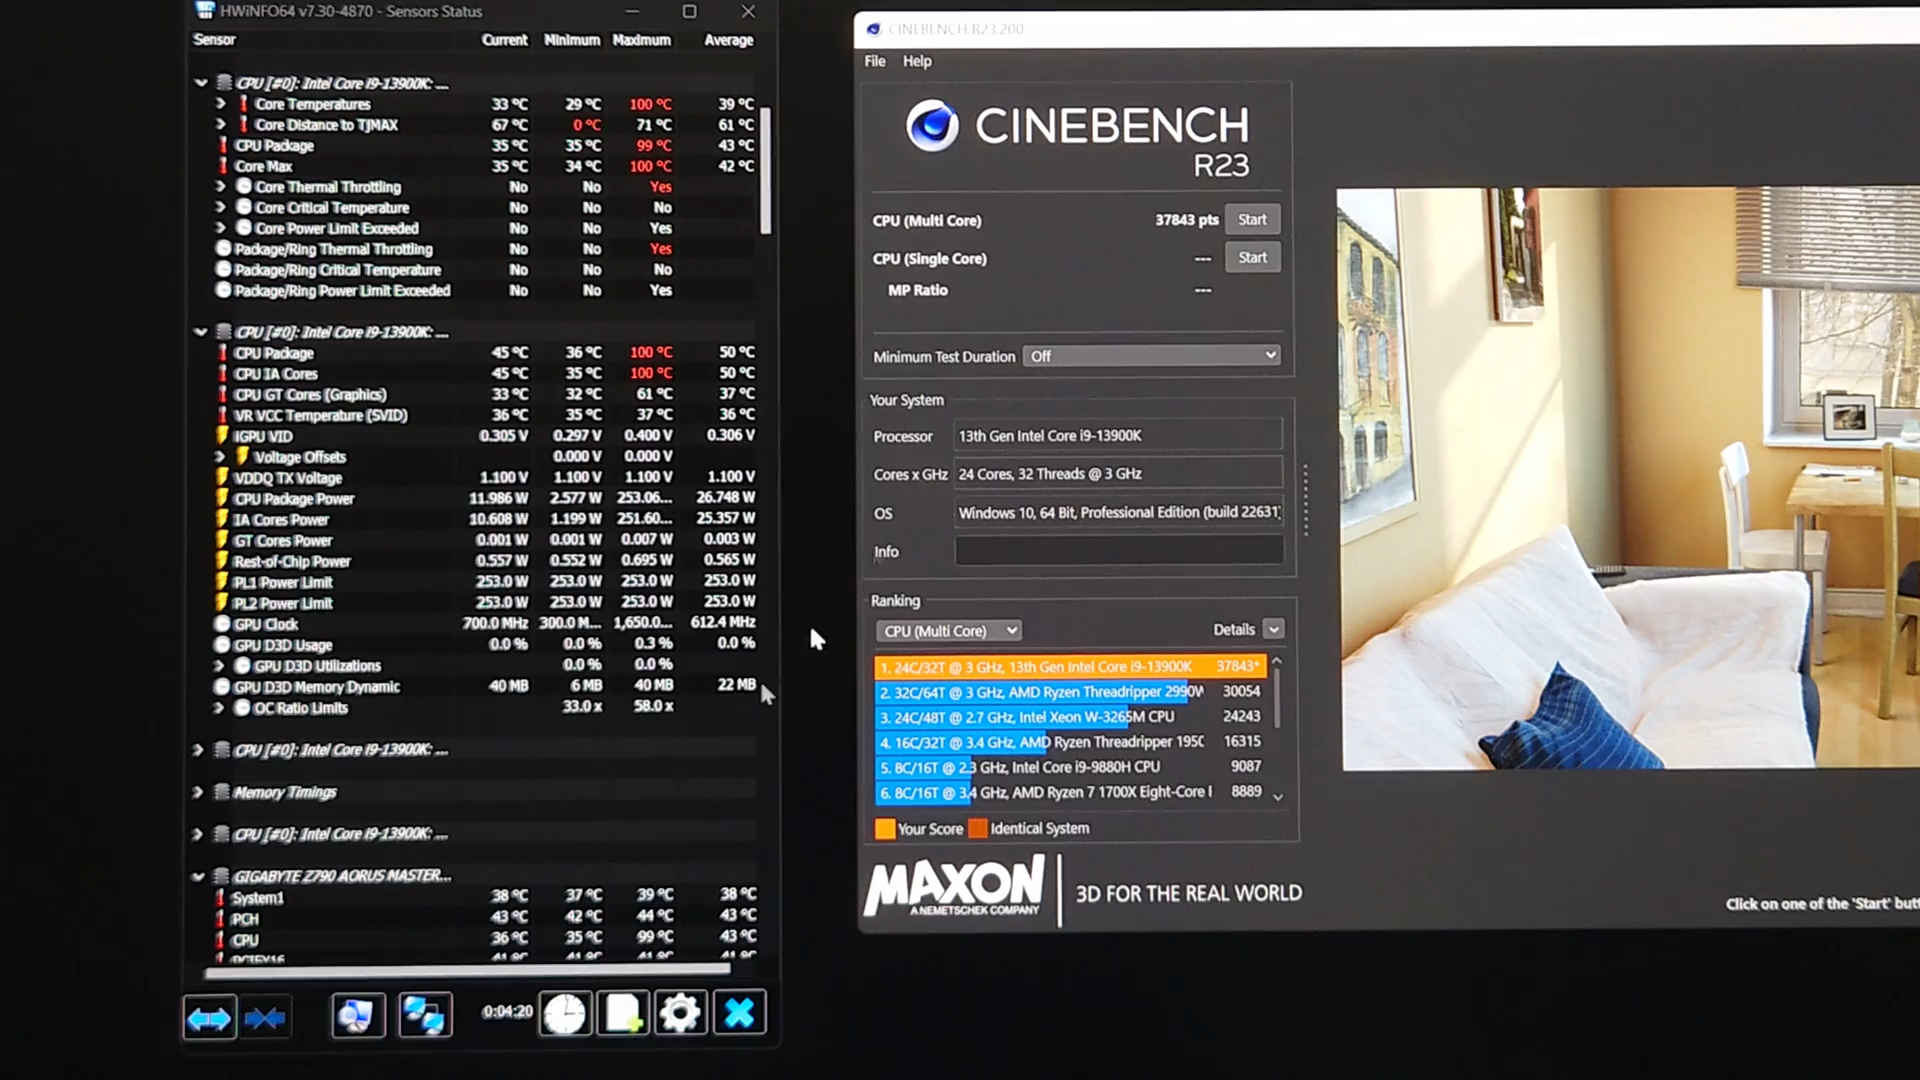 HWiNFO64 v7.30-4870 - Sensors Status
Sensor Current Minimum Maximum Average
CPU [#0]: Intel Core i9-13900K: ...
Core Temperatures 33 °C 29 °C 100 °C 39 °C
Core Distance to TjMAX 67 °C 0 °C 71 °C 61 °C
CPU Package 35 °C 35 °C 99 °C 43 °C
Core Max 35 °C 34 °C 100 °C 42 °C
Core Thermal Throttling No No Yes
Core Critical Temperature No No No
Core Power Limit Exceeded No No Yes
Package/Ring Thermal Throttling No No Yes
Package/Ring Critical Temperature No No No
Package/Ring Power Limit Exceeded No No Yes
CPU [#0]: Intel Core i9-13900K: ...
CPU Package 45 °C 36 °C 100 °C 50 °C
CPU IA Cores 45 °C 35 °C 100 °C 50 °C
CPU GT Cores (Graphics) 33 °C 32 °C 61 °C 37 °C
VR VCC Temperature (SVID) 36 °C 35 °C 37 °C 36 °C
iGPU VID 0.305 V 0.297 V 0.400 V 0.306 V
Voltage Offsets 0.000 V 0.000 V
VDDQ TX Voltage 1.100 V 1.100 V 1.100 V 1.100 V
CPU Package Power 11.986 W 2.577 W 253.06... 26.748 W
IA Cores Power 10.608 W 1.199 W 251.60... 25.357 W
GT Cores Power 0.001 W 0.001 W 0.007 W 0.003 W
Rest-of-Chip Power 0.557 W 0.552 W 0.695 W 0.565 W
PL1 Power Limit 253.0 W 253.0 W 253.0 W 253.0 W
PL2 Power Limit 253.0 W 253.0 W 253.0 W 253.0 W
GPU Clock 700.0 MHz 300.0 M... 1,650.0... 612.4 MHz
GPU D3D Usage 0.0 % 0.0 % 0.3 % 0.0 %
GPU D3D Utilizations 0.0 % 0.0 %
GPU D3D Memory Dynamic 40 MB 6 MB 40 MB 22 MB
OC Ratio Limits 33.0 x 58.0 x
CPU [#0]: Intel Core i9-13900K: ...
Memory Timings
CPU [#0]: Intel Core i9-13900K: ...
GIGABYTE Z790 AORUS MASTER...
System1 38 °C 37 °C 39 °C 38 °C
PCH 43 °C 42 °C 44 °C 43 °C
CPU 36 °C 35 °C 99 °C 43 °C
PCIEX16 41 °C 41 °C 41 °C 41 °C
0:04:20
CINEBENCH R23.200
File Help
CINEBENCH
R23
CPU (Multi Core) 37843 pts Start
CPU (Single Core) --- Start
MP Ratio ---
Minimum Test Duration Off
Your System
Processor 13th Gen Intel Core i9-13900K
Cores x GHz 24 Cores, 32 Threads @ 3 GHz
OS Windows 10, 64 Bit, Professional Edition (build 22631)
Info
Ranking
CPU (Multi Core) Details
1. 24C/32T @ 3 GHz, 13th Gen Intel Core i9-13900K 37843*
2. 32C/64T @ 3 GHz, AMD Ryzen Threadripper 2990W 30054
3. 24C/48T @ 2.7 GHz, Intel Xeon W-3265M CPU 24243
4. 16C/32T @ 3.4 GHz, AMD Ryzen Threadripper 1950 16315
5. 8C/16T @ 2.3 GHz, Intel Core i9-9880H CPU 9087
6. 8C/16T @ 3.4 GHz, AMD Ryzen 7 1700X Eight-Core 8889
Your Score Identical System
MAXON
A NEMETSCHEK COMPANY
3D FOR THE REAL WORLD
Click on one of the 'Start' butt